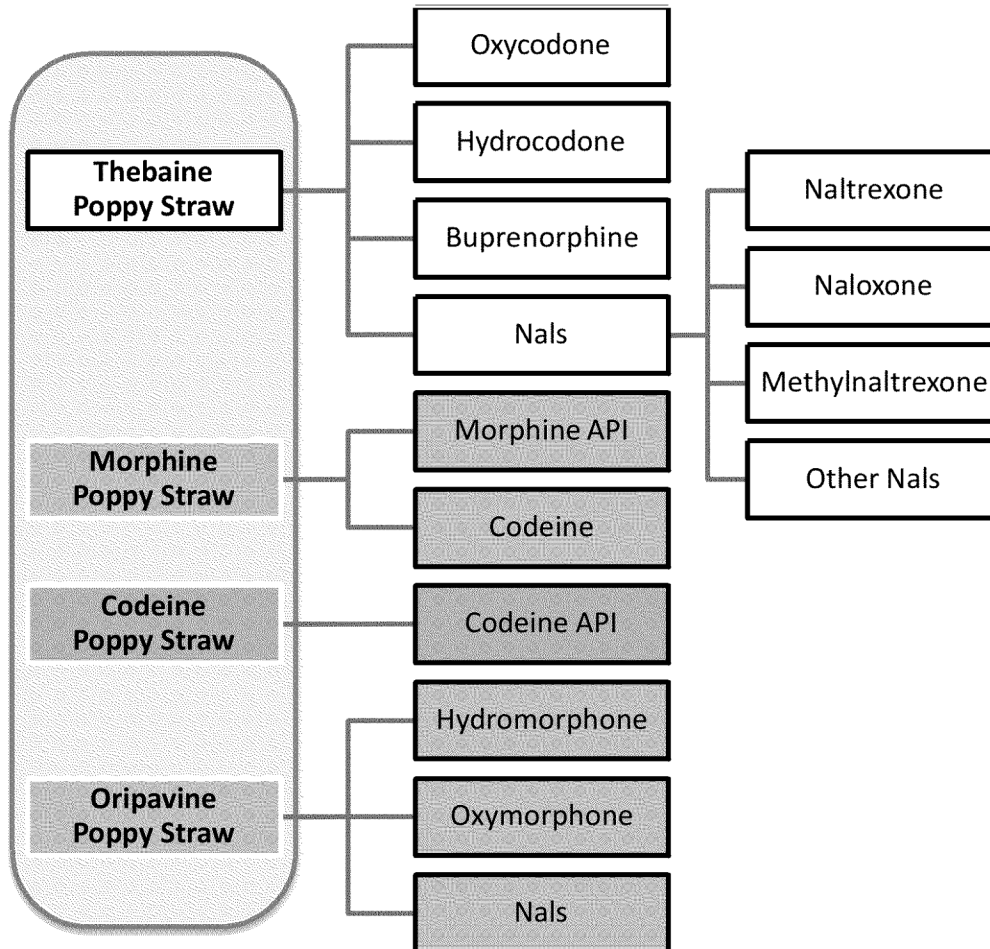 Thebaine
Poppy Straw
Oxycodone
Hydrocodone
Buprenorphine
Nals
Naltrexone
Naloxone
Methylnaltrexone
Other Nals
Morphine
Poppy Straw
Morphine API
Codeine
Codeine
Poppy Straw
Codeine API
Oripavine
Poppy Straw
Hydromorphone
Oxymorphone
Nals